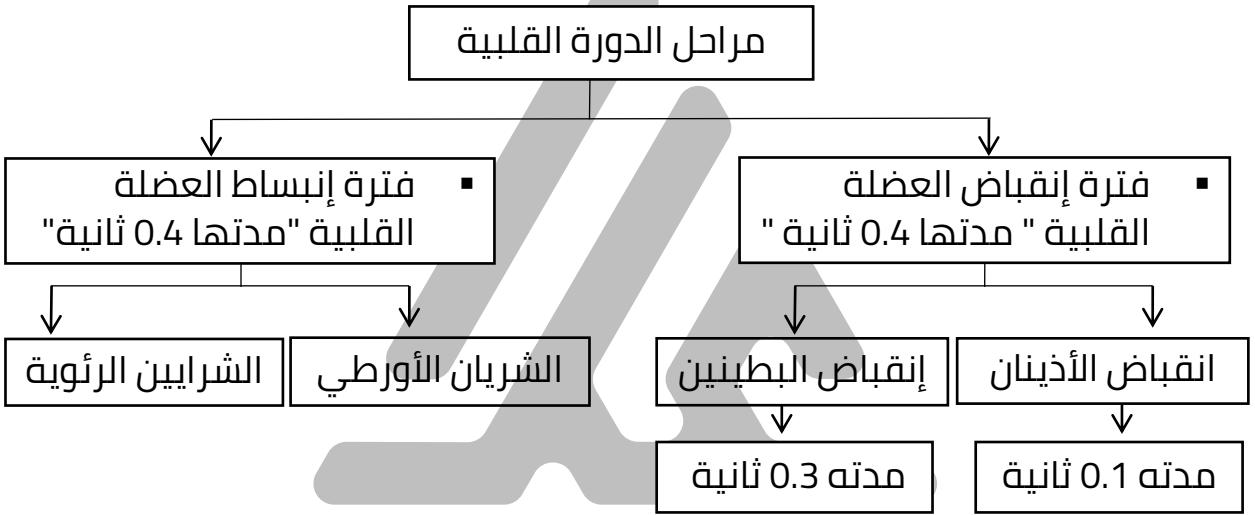 مراحل الدورة القلبية
▪ فترة إنقباض العضلة
القلبية " مدتها 0.4 ثانية "
▪ فترة إنبساط العضلة
القلبية "مدتها 0.4 ثانية"
انقباض الأذينان
إنقباض البطينين
الشريان الأورطي
الشرايين الرئوية
مدته 0.1 ثانية
مدته 0.3 ثانية